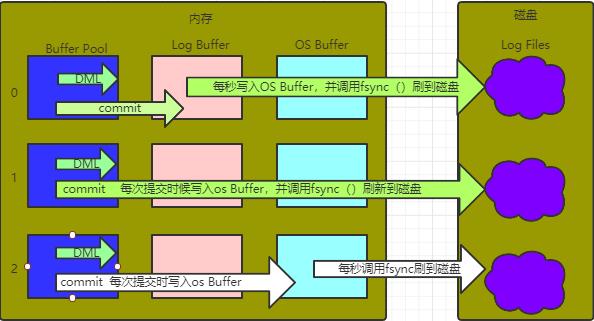 内存
磁盘
Buffer Pool
Log Buffer
OS Buffer
Log Files
0
DML
每秒写入OS Buffer，并调用fsync（）刷到磁盘
commit
1
DML
commit 每次提交时候写入os Buffer，并调用fsync（）刷新到磁盘
2
DML
每秒调用fsync刷到磁盘
commit 每次提交时写入os Buffer